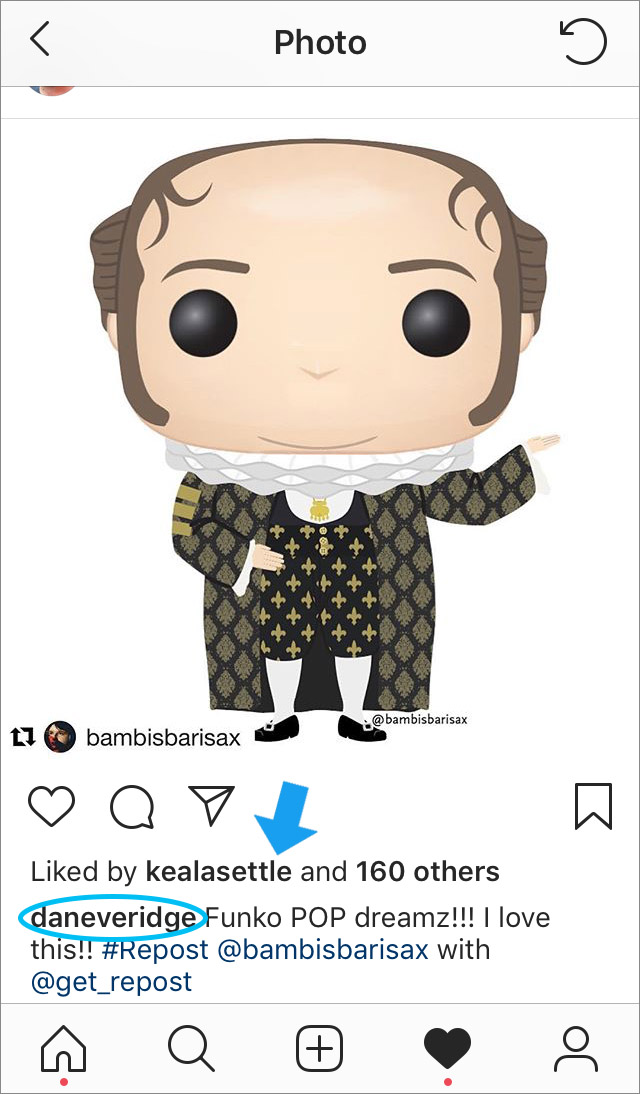 Photo
@bambisbarisax
bambisbarisax
Liked by kealasettle and 160 others
daneveridge Funko POP dreamz!!! I love
this!! #Repost @bambisbarisax with
@get_repost